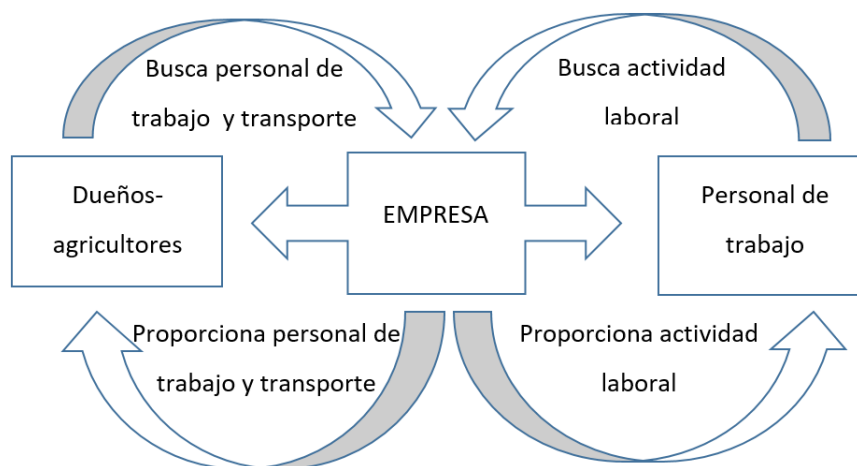 Busca personal de
trabajo y transporte
Busca actividad
laboral
Dueños-
agricultores
EMPRESA
Personal de
trabajo
Proporciona personal de
trabajo y transporte
Proporciona actividad
laboral